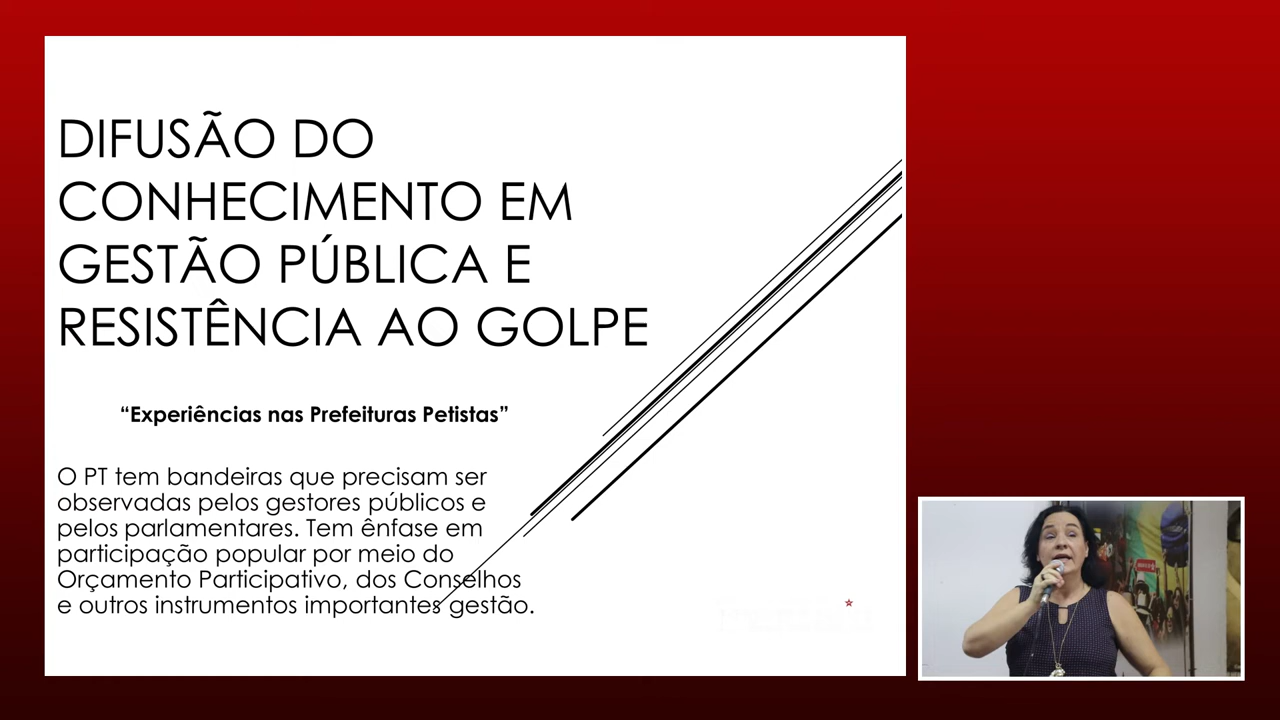 DIFUSÃO DO
CONHECIMENTO EM
GESTÃO PÚBLICA E
RESISTÊNCIA AO GOLPE
“Experiências nas Prefeituras Petistas”
O PT tem bandeiras que precisam ser
observadas pelos gestores públicos e
pelos parlamentares. Tem ênfase em
participação popular por meio do
Orçamento Participativo, dos Conselhos
e outros instrumentos importantes gestão.